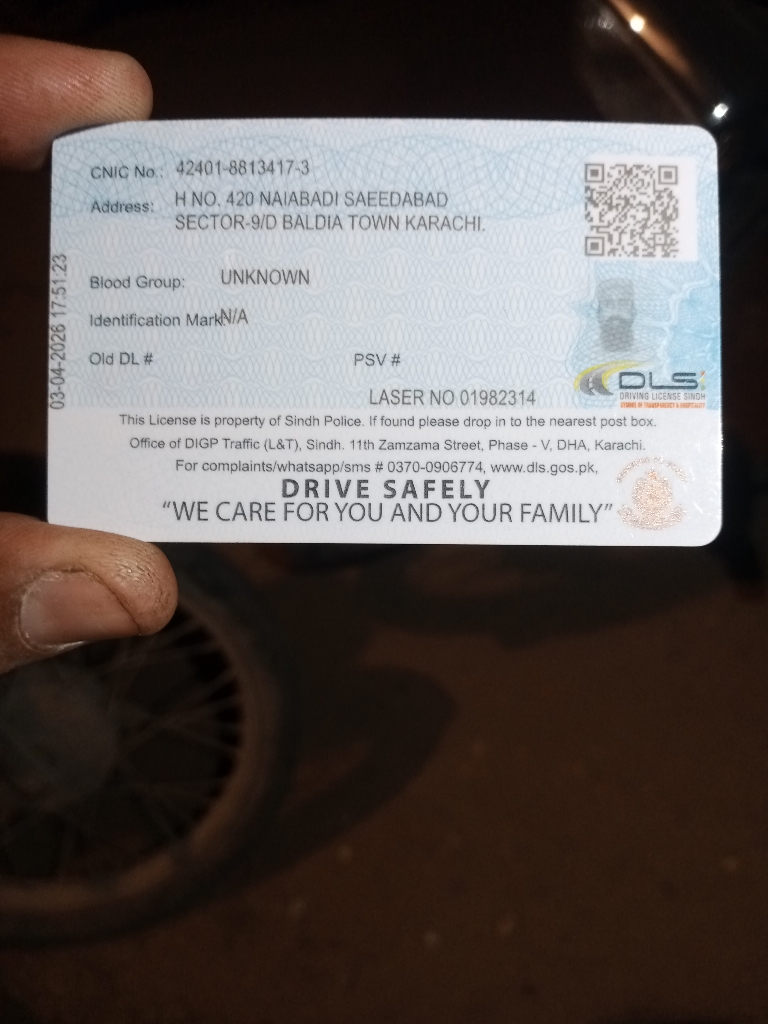 CNIC No.: 42401-8813417-3
Address: H NO. 420 NAIABADI SAEEDABAD
SECTOR-9/D BALDIA TOWN KARACHI.
Blood Group: UNKNOWN
Identification Mark: N/A
Old DL # PSV #
LASER NO 01982314
03-04-2026 17:51:23
DLS
DRIVING LICENSE SINDH
SYMBOL OF TRANSPARENCY & HOSPITALITY
This License is property of Sindh Police. If found please drop in to the nearest post box.
Office of DIGP Traffic (L&T), Sindh. 11th Zamzama Street, Phase - V, DHA, Karachi.
For complaints/whatsapp/sms # 0370-0906774, www.dls.gos.pk,
DRIVE SAFELY
“WE CARE FOR YOU AND YOUR FAMILY”